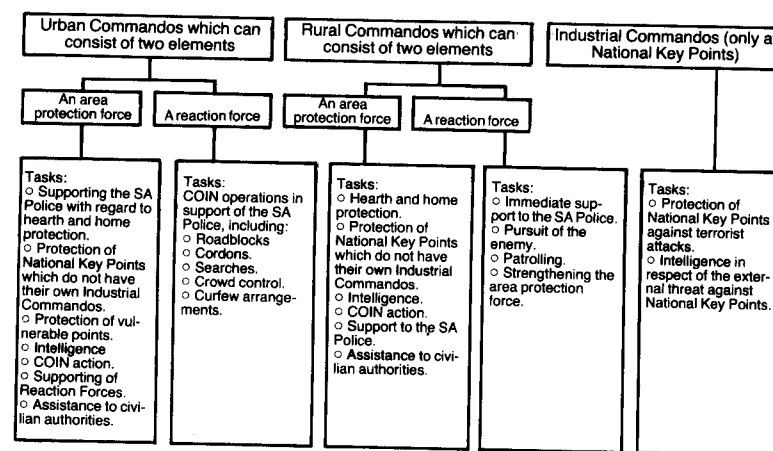 Urban Commandos which can
consist of two elements
Rural Commandos which can
consist of two elements
Industrial Commandos (only a
National Key Points)
An area
protection force
A reaction force
An area
protection force
A reaction force
Tasks:
○ Supporting the SA
Police with regard to
hearth and home
protection.
○ Protection of
National Key Points
which do not have
their own Industrial
Commandos.
○ Protection of vul-
nerable points.
○ Intelligence
○ COIN action.
○ Supporting of
Reaction Forces.
○ Assistance to civi-
lian authorities.
Tasks:
COIN operations in
support of the SA
Police, including:
○ Roadblocks
○ Cordons.
○ Searches.
○ Crowd control.
○ Curfew arrange-
ments.
Tasks:
○ Hearth and home
protection.
○ Protection of
National Key Points
which do not have
their own Industrial
Commandos.
○ Intelligence.
○ COIN action.
○ Support to the SA
Police.
○ Assistance to civi-
lian authorities.
Tasks:
○ Immediate sup-
port to the SA Police.
○ Pursuit of the
enemy.
○ Patrolling.
○ Strengthening the
area protection
force.
Tasks:
○ Protection of
National Key Points
against terrorist
attacks.
○ Intelligence in
respect of the exter-
nal threat against
National Key Points.